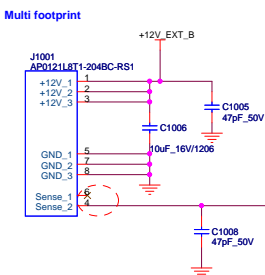 Multi footprint
+12V_EXT_B
J1001
AP0121L8T1-204BC-RS1
+12V_1 1
+12V_2 2
+12V_3 3
C1005
47pF_50V
C1006
10uF_16V/1206
GND_1 5
GND_2 7
GND_3 8
Sense_1 6
Sense_2 4
C1008
47pF_50V